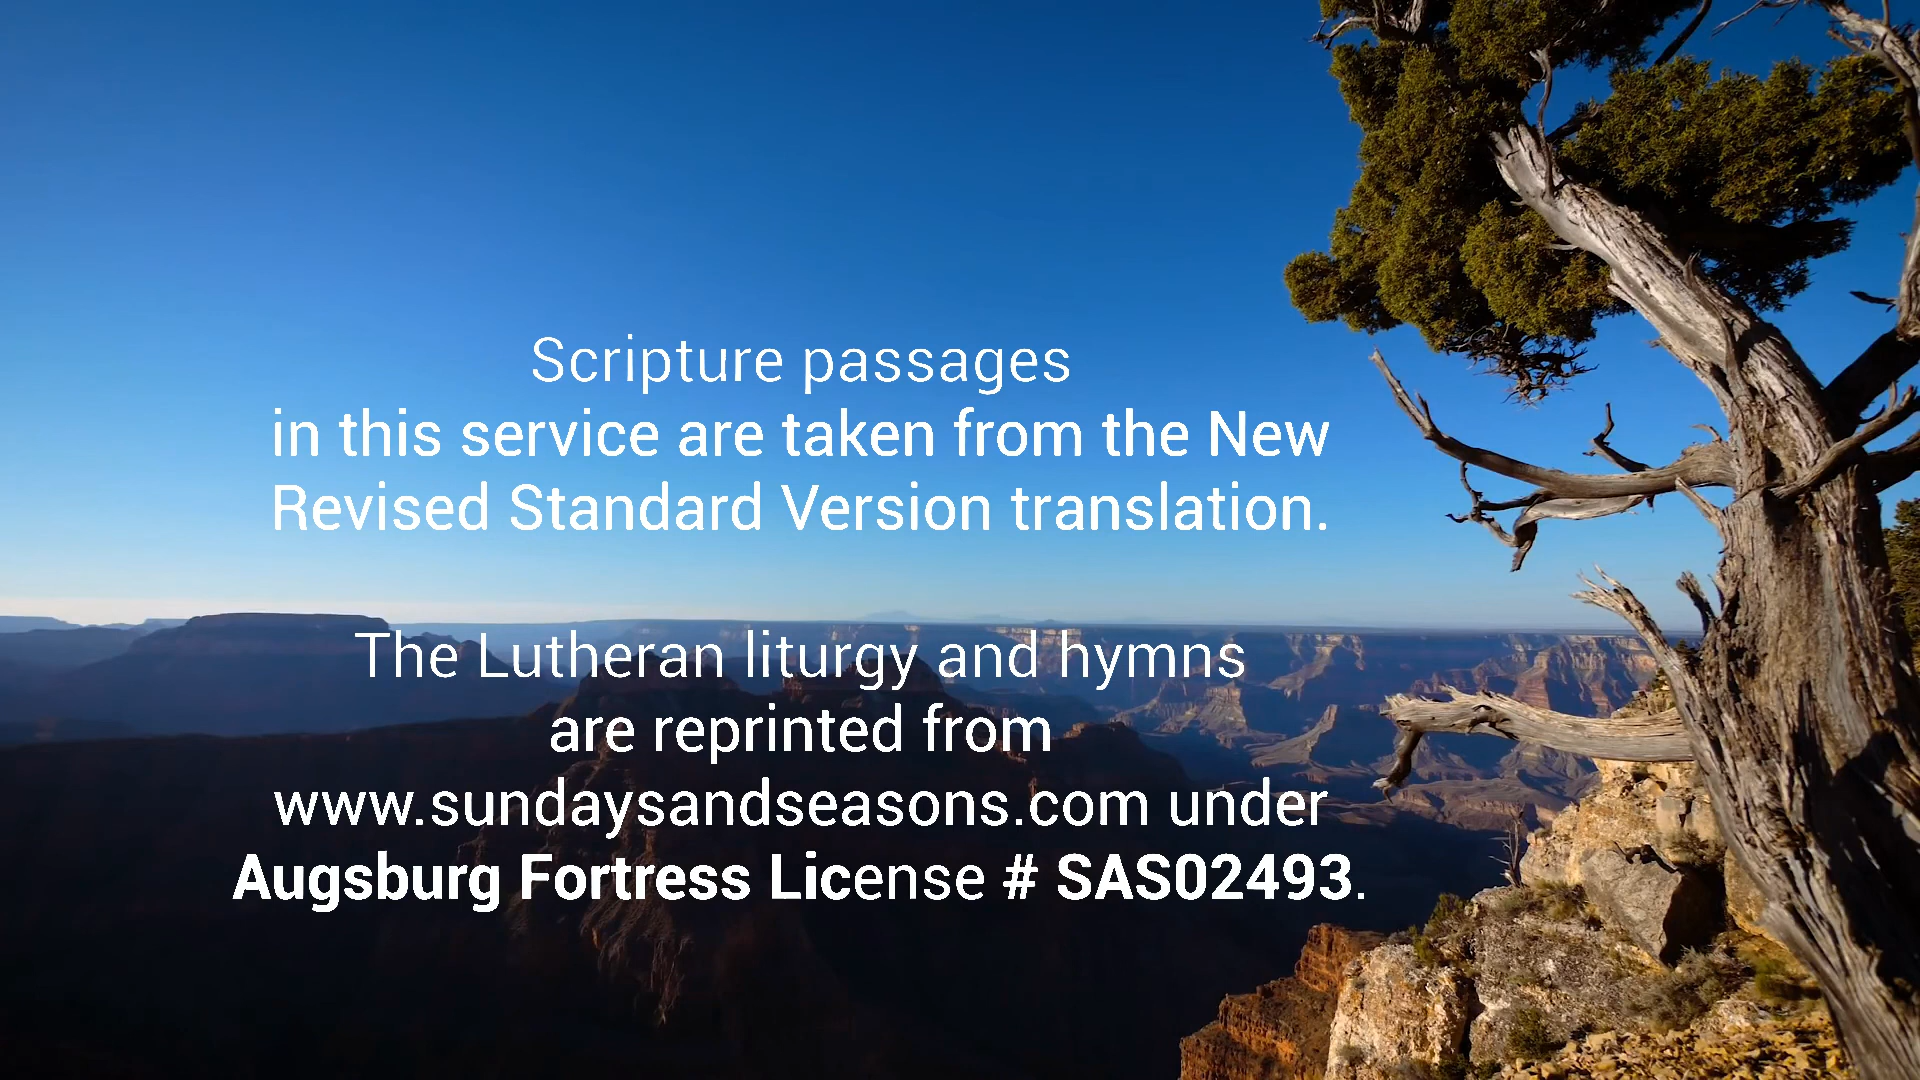 Scripture passages
in this service are taken from the New
Revised Standard Version translation.
The Lutheran liturgy and hymns
are reprinted from
www.sundaysandseasons.com under
Augsburg Fortress License # SAS02493.